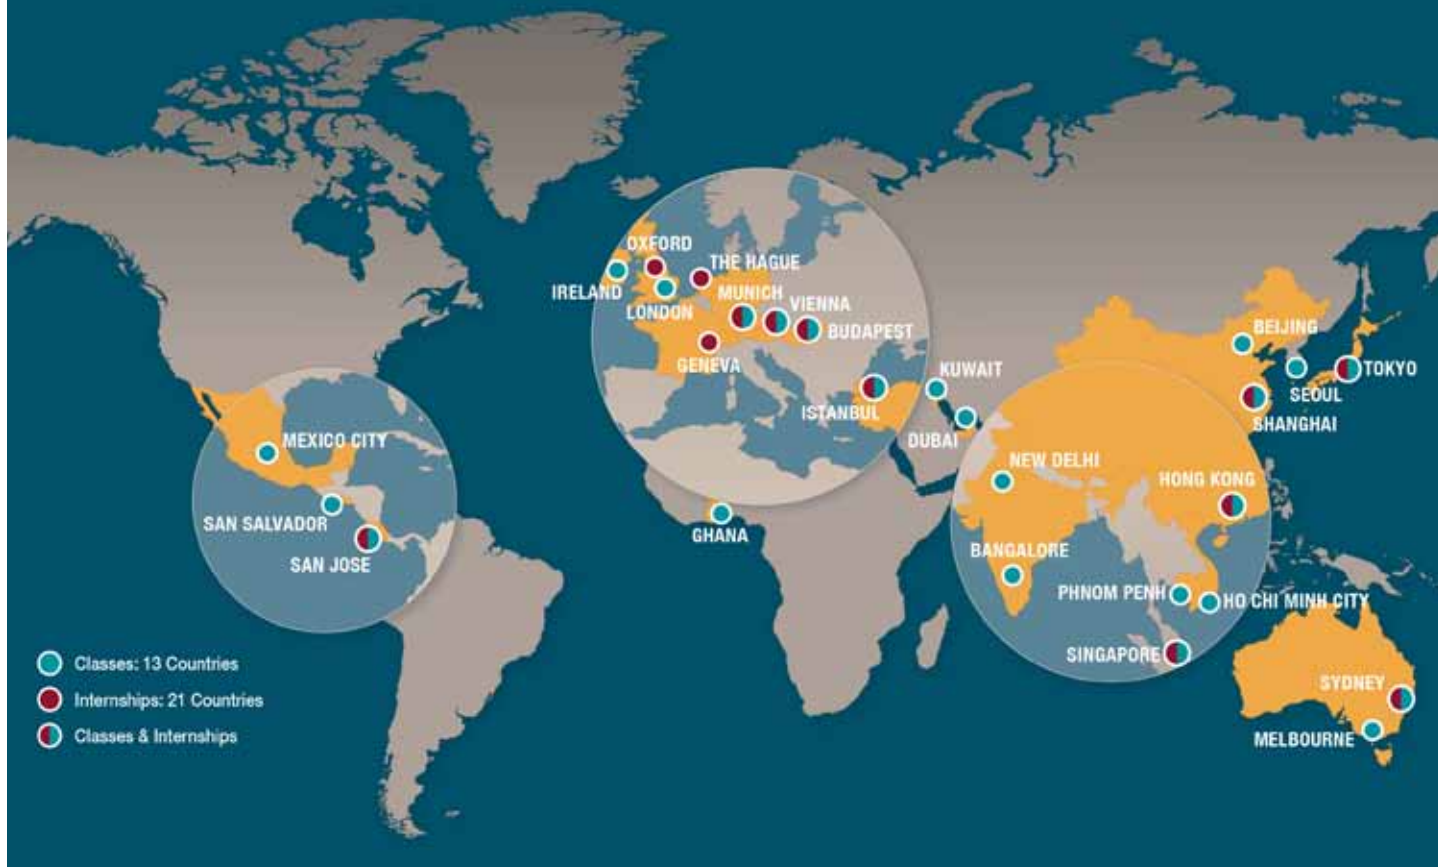 OXFORD
THE HAGUE
IRELAND
LONDON
MUNICH
VIENNA
BUDAPEST
GENEVA
ISTANBUL
KUWAIT
DUBAI
BEIJING
TOKYO
SEOUL
SHANGHAI
MEXICO CITY
SAN SALVADOR
SAN JOSE
GHANA
NEW DELHI
HONG KONG
BANGALORE
PHNOM PENH
HO CHI MINH CITY
SINGAPORE
SYDNEY
MELBOURNE
Classes: 13 Countries
Internships: 21 Countries
Classes & Internships